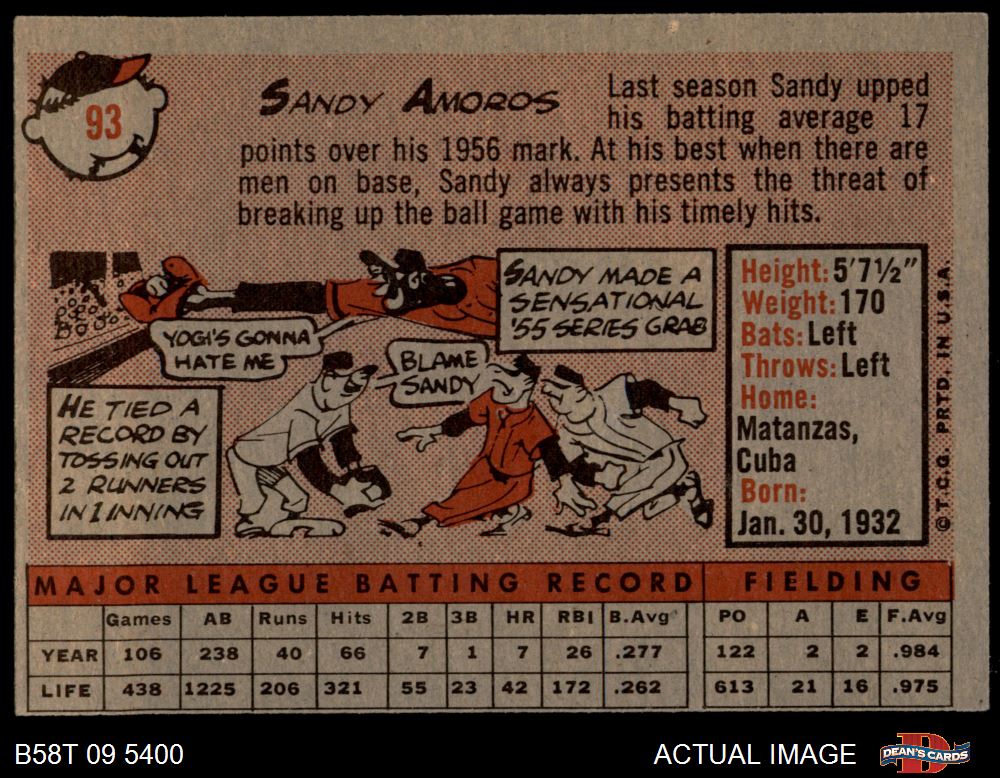 93
SANDY AMOROS
Last season Sandy upped
his batting average 17
points over his 1956 mark. At his best when there are
men on base, Sandy always presents the threat of
breaking up the ball game with his timely hits.
YOGI'S GONNA
HATE ME
SANDY MADE A
SENSATIONAL
'55 SERIES GRAB
BLAME
SANDY
HE TIED A
RECORD BY
TOSSING OUT
2 RUNNERS
IN 1 INNING
Height: 5'7½"
Weight: 170
Bats: Left
Throws: Left
Home:
Matanzas,
Cuba
Born:
Jan. 30, 1932
©T.C.G. PRTD. IN U.S.A.
MAJOR LEAGUE BATTING RECORD FIELDING
Games AB Runs Hits 2B 3B HR RBI B.Avg PO A E F.Avg
YEAR 106 238 40 66 7 1 7 26 .277 122 2 2 .984
LIFE 438 1225 206 321 55 23 42 172 .262 613 21 16 .975
B58T 09 5400
ACTUAL IMAGE
DEAN'S CARDS